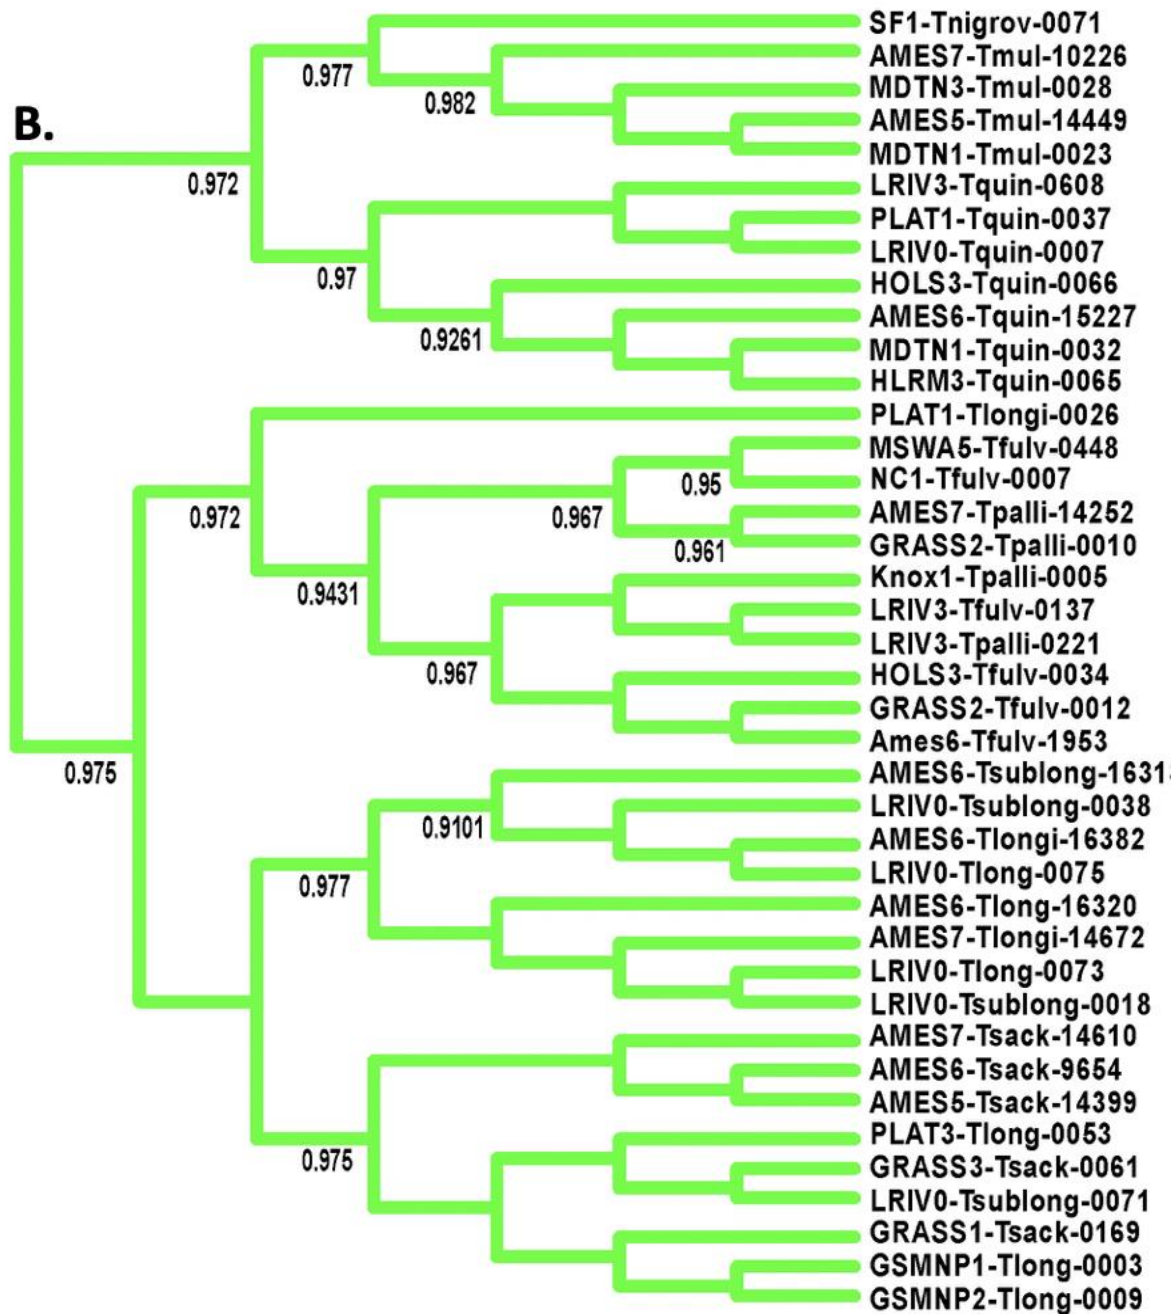 SF1-Tnigrov-0071
AMES7-Tmul-10226
0.977
MDTN3-Tmul-0028
0.982
B.
AMES5-Tmul-14449
MDTN1-Tmul-0023
0.972
LRIV3-Tquin-0608
PLAT1-Tquin-0037
LRIV0-Tquin-0007
0.97
HOLS3-Tquin-0066
AMES6-Tquin-15227
0.9261
MDTN1-Tquin-0032
HLRM3-Tquin-0065
PLAT1-Tlongi-0026
MSWA5-Tfulv-0448
0.95
NC1-Tfulv-0007
0.972
0.967
AMES7-Tpalli-14252
0.961
GRASS2-Tpalli-0010
Knox1-Tpalli-0005
0.9431
LRIV3-Tfulv-0137
LRIV3-Tpalli-0221
0.967
HOLS3-Tfulv-0034
GRASS2-Tfulv-0012
Ames6-Tfulv-1953
0.975
AMES6-Tsublong-1631
LRIV0-Tsublong-0038
0.9101
AMES6-Tlongi-16382
LRIV0-Tlong-0075
0.977
AMES6-Tlong-16320
AMES7-Tlongi-14672
LRIV0-Tlong-0073
LRIV0-Tsublong-0018
AMES7-Tsack-14610
AMES6-Tsack-9654
AMES5-Tsack-14399
PLAT3-Tlong-0053
0.975
GRASS3-Tsack-0061
LRIV0-Tsublong-0071
GRASS1-Tsack-0169
GSMNP1-Tlong-0003
GSMNP2-Tlong-0009